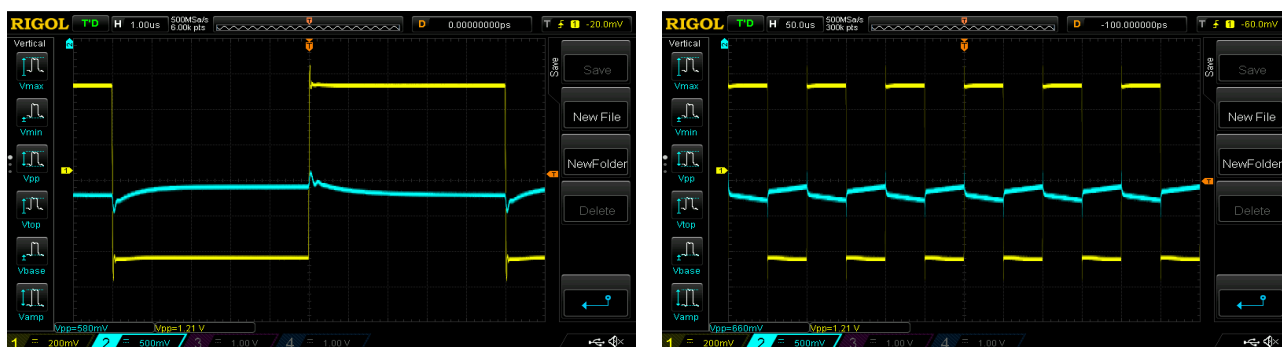 RIGOL T'D H 1.00us 500MSa/s 6.00k pts D 0.00000000ps T 1 -20.0mV
Vertical
Vmax
Vmin
Vpp
Vtop
Vbase
Vamp
2
T
1
T
Save
Save
New File
NewFolder
Delete
Vpp=580mV Vpp=1.21 V
1 = 200mV 2 = 500mV 3 = 1.00 V 4 = 1.00 V
RIGOL T'D H 50.0us 500MSa/s 300k pts D -100.000000ps T 1 -60.0mV
Vertical
Vmax
Vmin
Vpp
Vtop
Vbase
Vamp
2
T
1
T
Save
Save
New File
NewFolder
Delete
Vpp=660mV Vpp=1.21 V
1 = 200mV 2 = 500mV 3 = 1.00 V 4 = 1.00 V